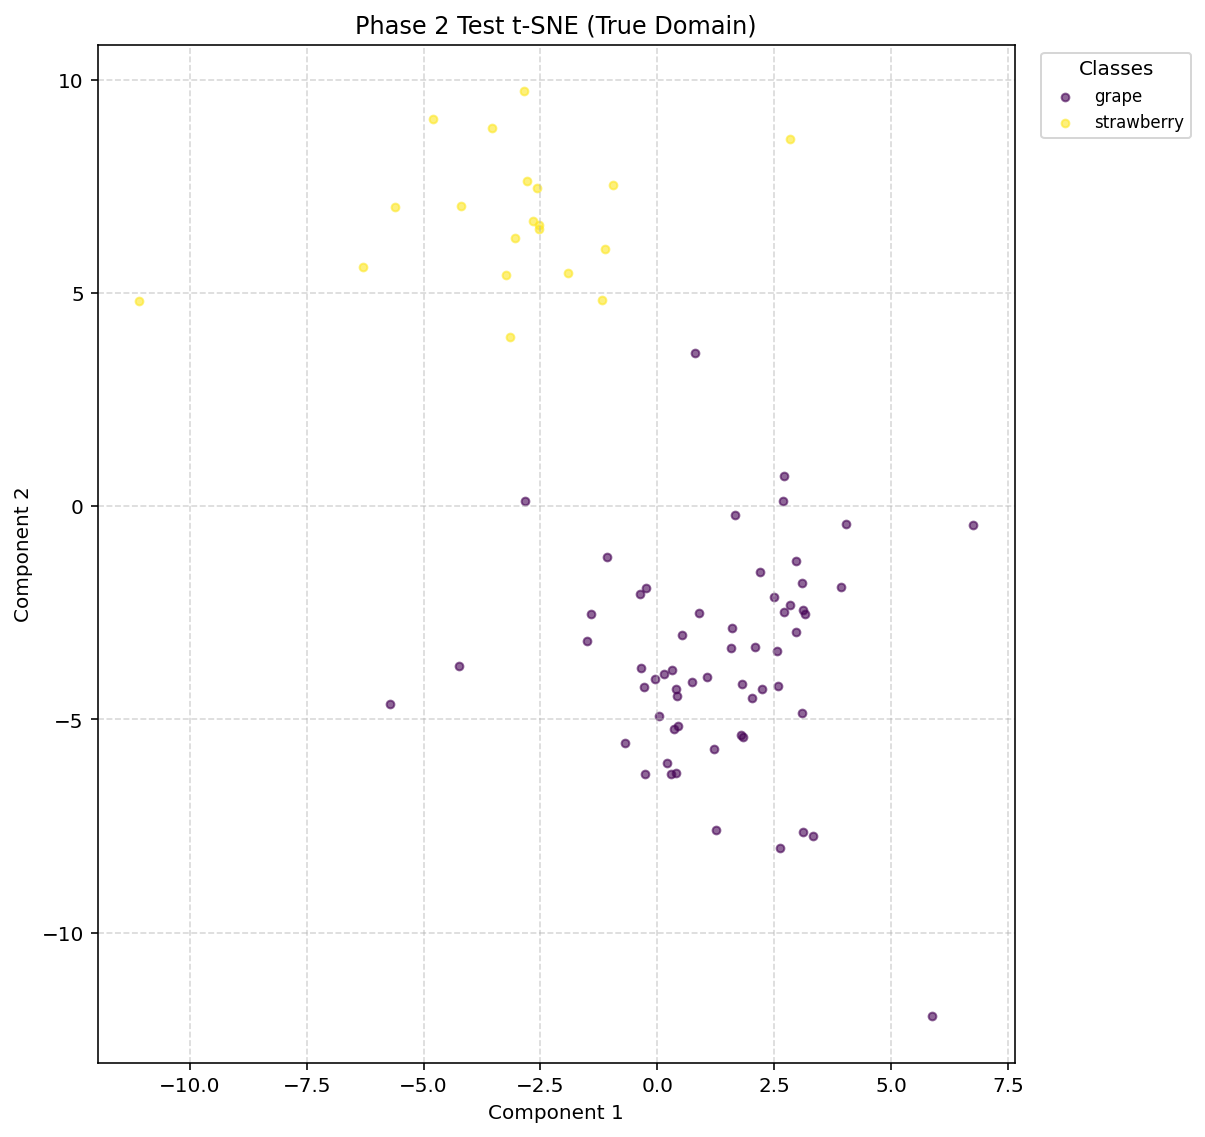 Phase 2 Test t-SNE (True Domain)
Classes
grape
strawberry
10
5
0
−5
−10
Component 2
−10.0 −7.5 −5.0 −2.5 0.0 2.5 5.0 7.5
Component 1